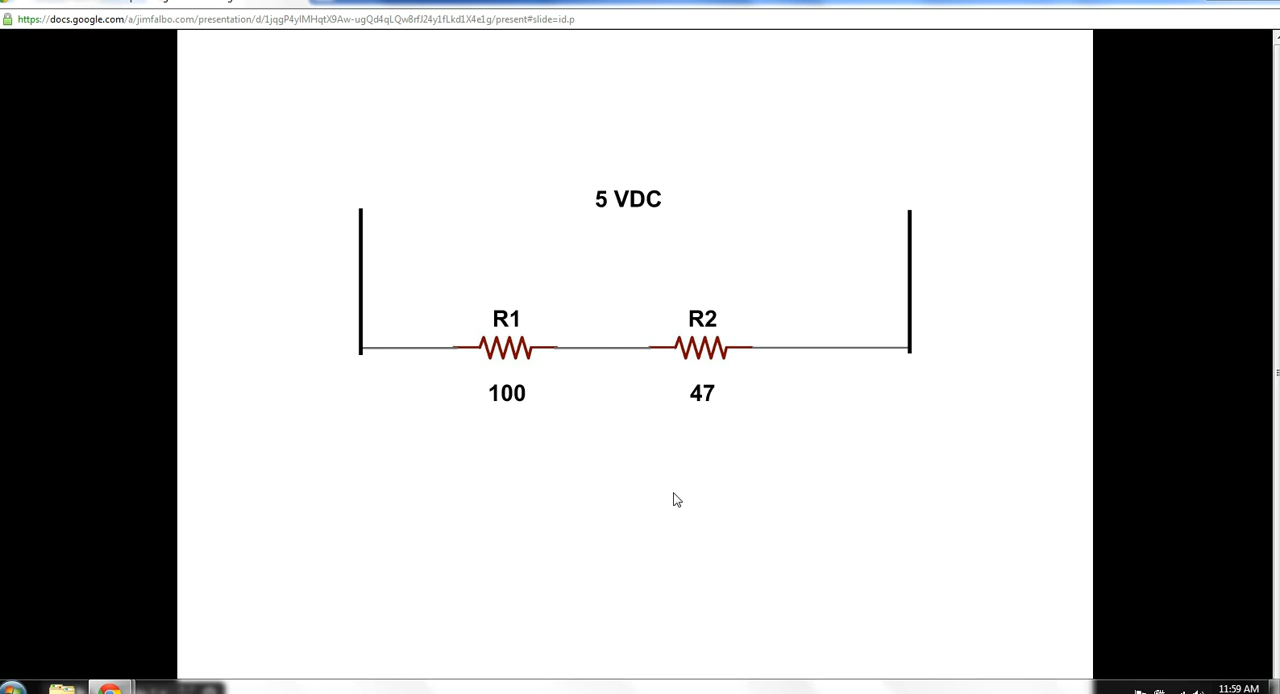 https://docs.google.com/a/jimfalbo.com/presentation/d/1jqgP4ylMHqtX9Aw-ugQd4qLQw8rfJ24y1fLkd1X4e1g/present#slide=id.p
5 VDC
R1 R2
100 47
11:59 AM